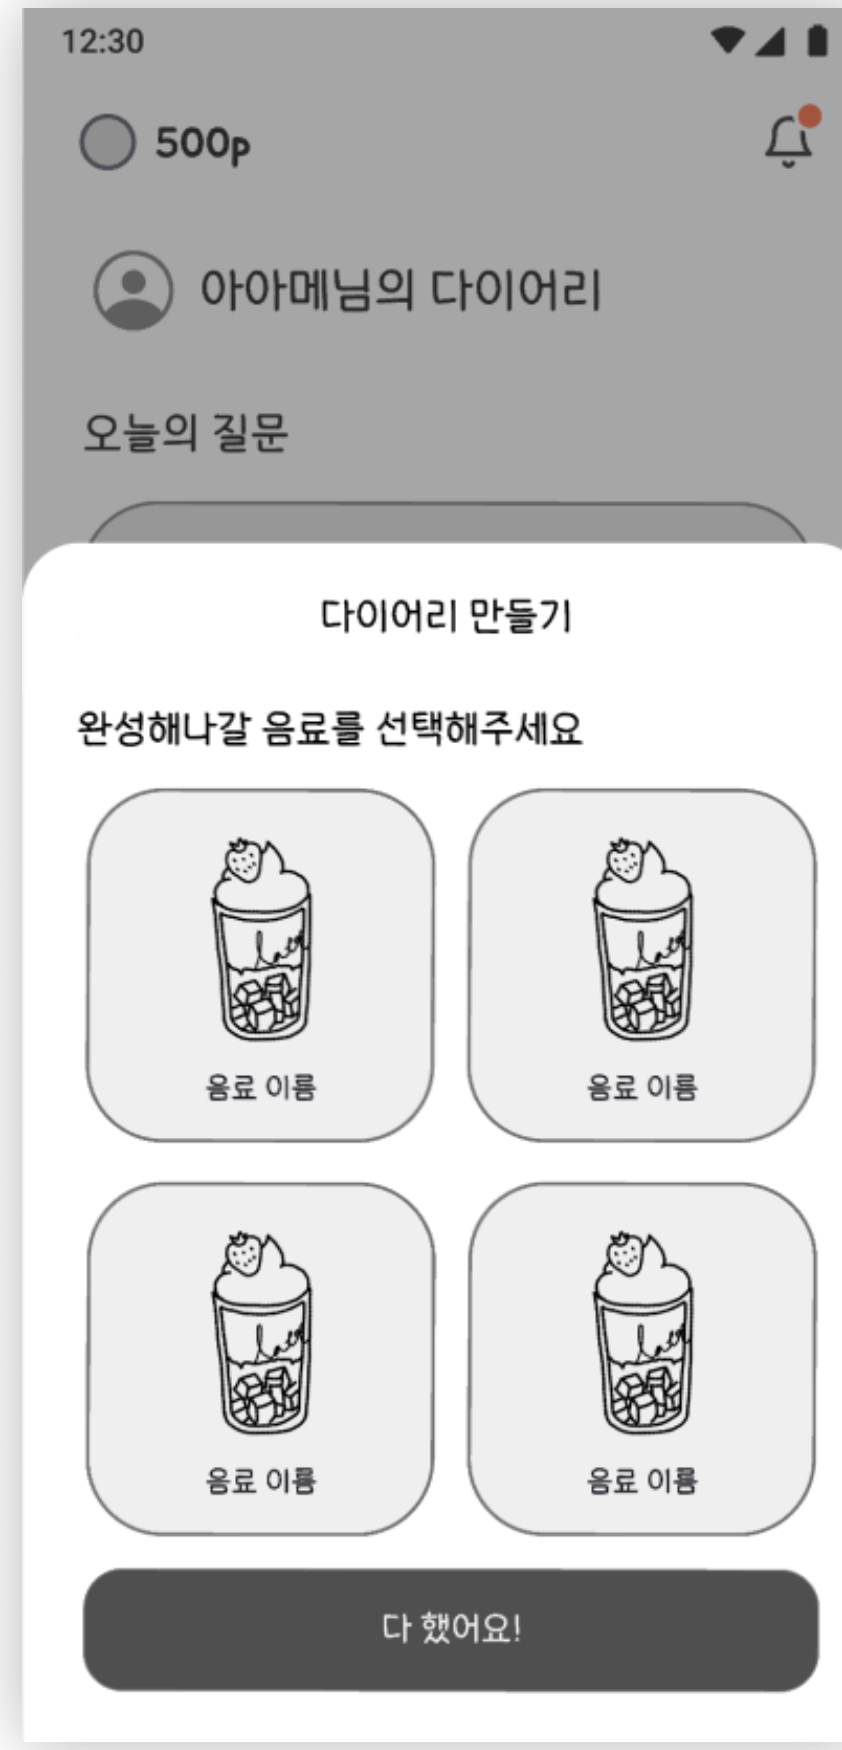 12:30
500p
아아메님의 다이어리
오늘의 질문
다이어리 만들기
완성해나갈 음료를 선택해주세요
음료 이름
음료 이름
음료 이름
음료 이름
다 했어요!